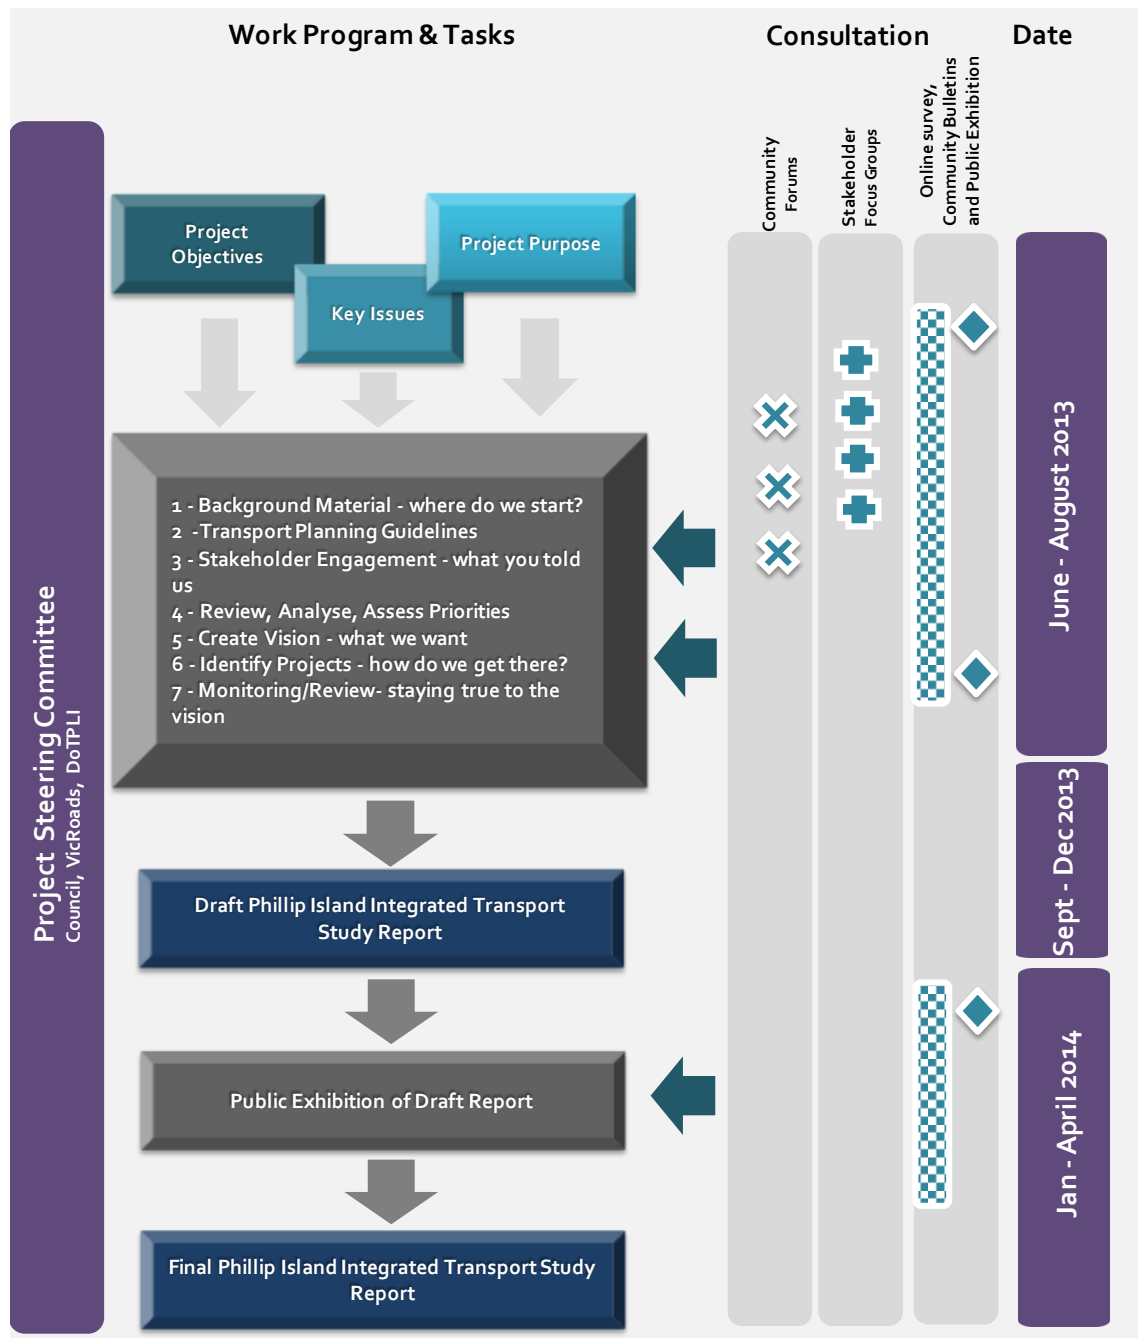 Work Program & Tasks
Consultation
Date
Community
Forums
Stakeholder
Focus Groups
Online survey,
Community Bulletins
and Public Exhibition
Project Steering Committee
Council, VicRoads, DoTPLI
Project
Objectives
Project Purpose
Key Issues
1 - Background Material - where do we start?
2 -Transport Planning Guidelines
3 - Stakeholder Engagement - what you told
us
4 - Review, Analyse, Assess Priorities
5 - Create Vision - what we want
6 - Identify Projects - how do we get there?
7 - Monitoring/Review- staying true to the
vision
June - August 2013
Sept - Dec 2013
Draft Phillip Island Integrated Transport
Study Report
Public Exhibition of Draft Report
Jan - April 2014
Final Phillip Island Integrated Transport Study
Report